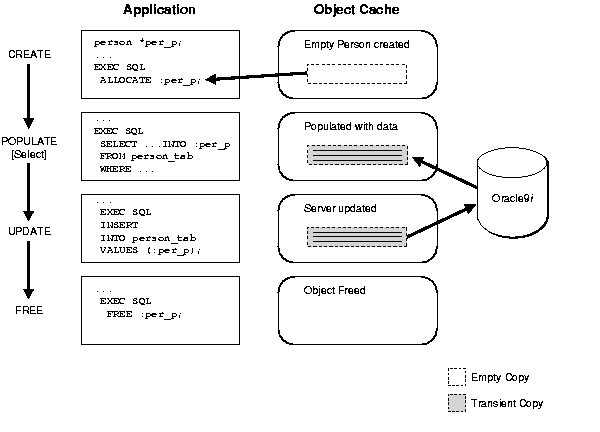 Application
Object Cache
CREATE
person *per_p;
...
EXEC SQL
ALLOCATE :per_p;
Empty Person created
POPULATE
[Select]
...
EXEC SQL
SELECT ...INTO :per_p
FROM person_tab
WHERE ...
Populated with data
Oracle9i
UPDATE
...
EXEC SQL
INSERT
INTO person_tab
VALUES (:per_p);
Server updated
FREE
...
EXEC SQL
FREE :per_p;
Object Freed
Empty Copy
Transient Copy